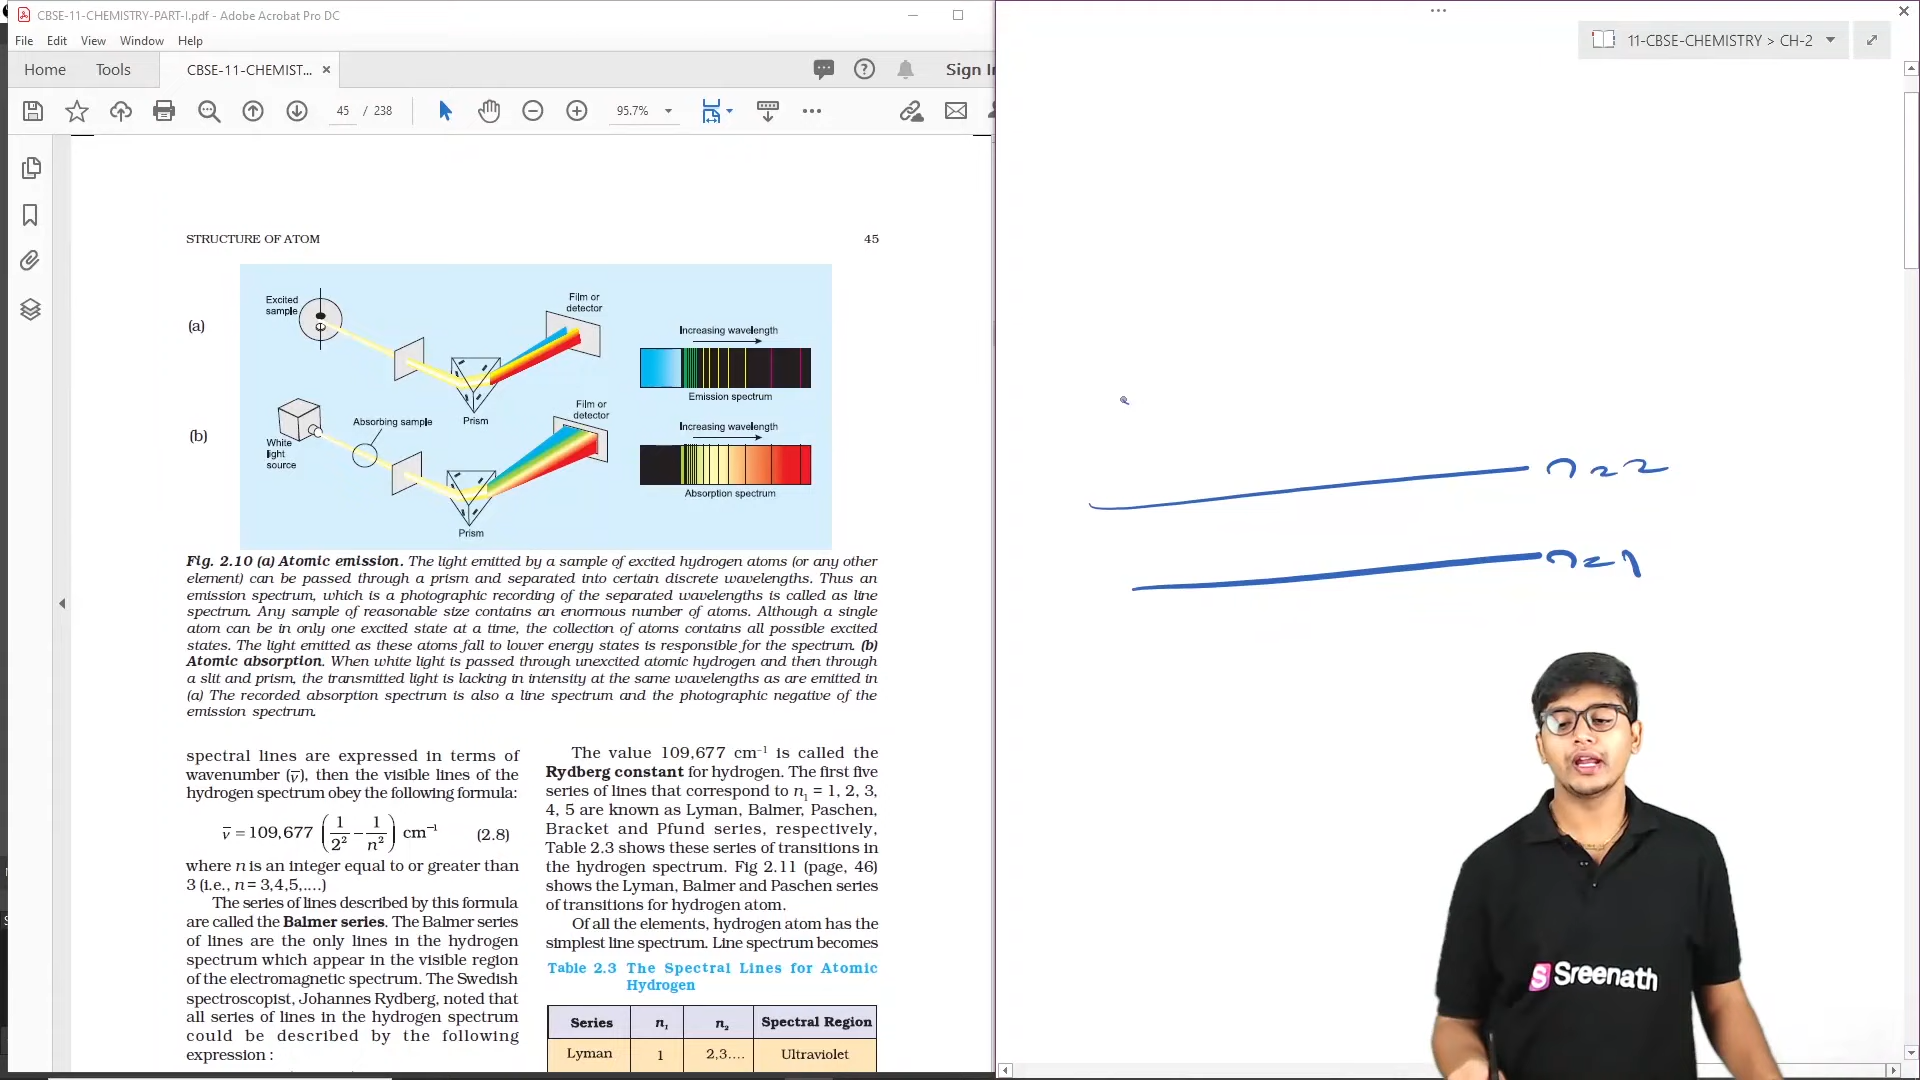 CBSE-11-CHEMISTRY-PART-I.pdf - Adobe Acrobat Pro DC
File Edit View Window Help
Home Tools CBSE-11-CHEMIST... Sign In
45 / 238 95.7%
STRUCTURE OF ATOM 45
(a)
Excited
sample
Film or
detector
Prism
Increasing wavelength
Emission spectrum
(b)
White
light
source
Absorbing sample
Film or
detector
Prism
Increasing wavelength
Absorption spectrum
Fig. 2.10 (a) Atomic emission. The light emitted by a sample of excited hydrogen atoms (or any other
element) can be passed through a prism and separated into certain discrete wavelengths. Thus an
emission spectrum, which is a photographic recording of the separated wavelengths is called as line
spectrum. Any sample of reasonable size contains an enormous number of atoms. Although a single
atom can be in only one excited state at a time, the collection of atoms contains all possible excited
states. The light emitted as these atoms fall to lower energy states is responsible for the spectrum. (b)
Atomic absorption. When white light is passed through unexcited atomic hydrogen and then through
a slit and prism, the transmitted light is lacking in intensity at the same wavelengths as are emitted in
(a) The recorded absorption spectrum is also a line spectrum and the photographic negative of the
emission spectrum.
spectral lines are expressed in terms of
wavenumber (ν̅), then the visible lines of the
hydrogen spectrum obey the following formula:
ν̅ = 109,677 (1/2² − 1/n²) cm⁻¹ (2.8)
where n is an integer equal to or greater than
3 (i.e., n = 3,4,5,....)
The series of lines described by this formula
are called the Balmer series. The Balmer series
of lines are the only lines in the hydrogen
spectrum which appear in the visible region
of the electromagnetic spectrum. The Swedish
spectroscopist, Johannes Rydberg, noted that
all series of lines in the hydrogen spectrum
could be described by the following
expression :
The value 109,677 cm⁻¹ is called the
Rydberg constant for hydrogen. The first five
series of lines that correspond to n₁ = 1, 2, 3,
4, 5 are known as Lyman, Balmer, Paschen,
Bracket and Pfund series, respectively,
Table 2.3 shows these series of transitions in
the hydrogen spectrum. Fig 2.11 (page, 46)
shows the Lyman, Balmer and Paschen series
of transitions for hydrogen atom.
Of all the elements, hydrogen atom has the
simplest line spectrum. Line spectrum becomes
Table 2.3 The Spectral Lines for Atomic
Hydrogen
Series n₁ n₂ Spectral Region
Lyman 1 2,3.... Ultraviolet
11-CBSE-CHEMISTRY > CH-2
n=2
n=1
Sreenath